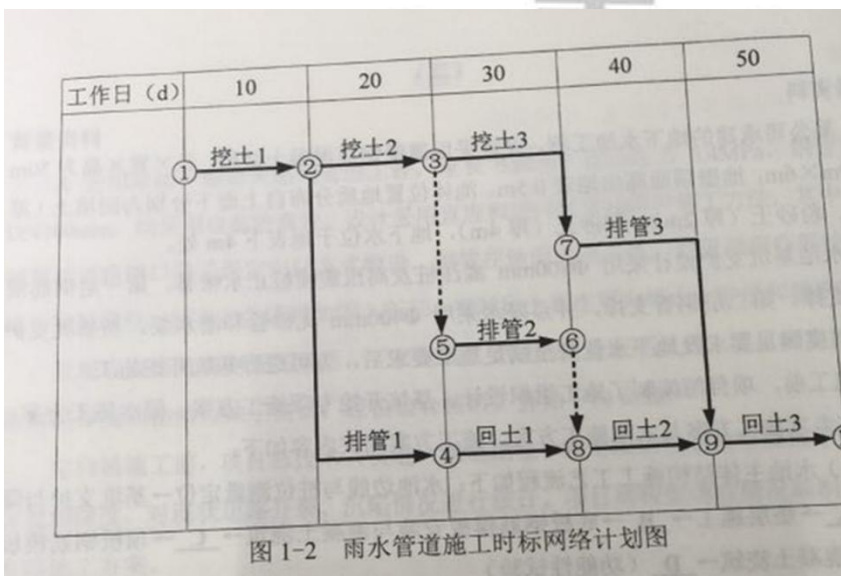 工作日（d） 10 20 30 40 50
① 挖土1 ② 挖土2 ③ 挖土3
⑦ 排管3
⑤ 排管2 ⑥
排管1 ④ 回土1 ⑧ 回土2 ⑨ 回土3
图 1-2 雨水管道施工时标网络计划图